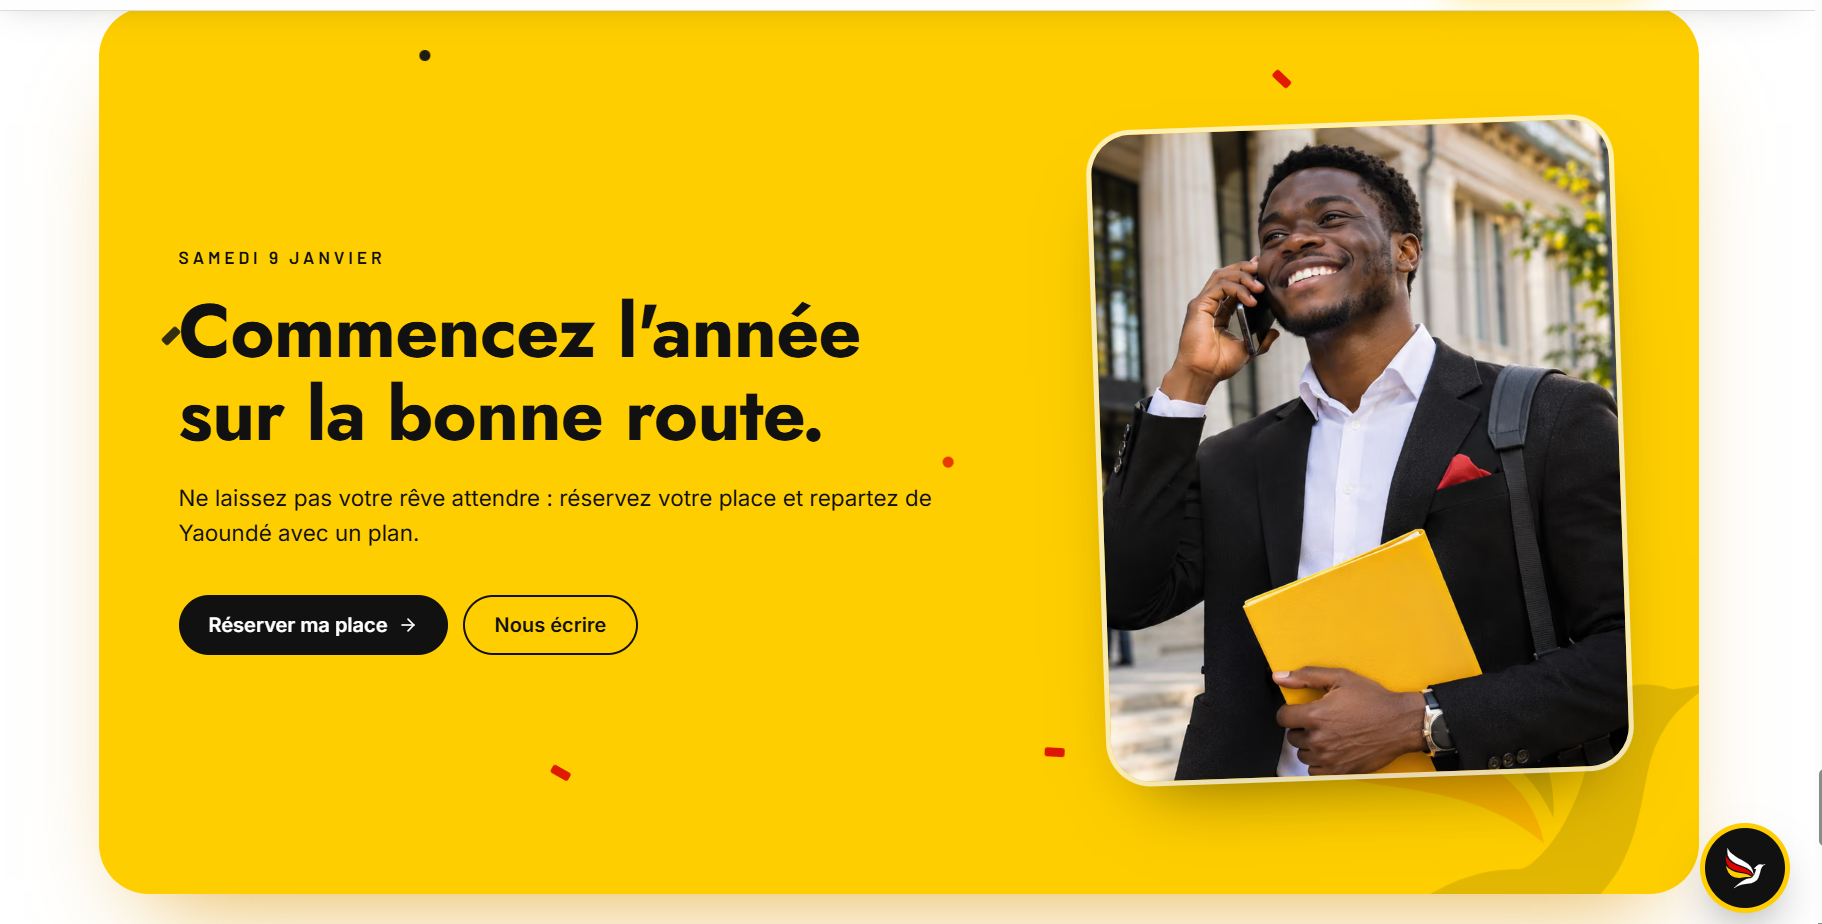 SAMEDI 9 JANVIER
Commencez l'année
sur la bonne route.
Ne laissez pas votre rêve attendre : réservez votre place et repartez de
Yaoundé avec un plan.
Réserver ma place →
Nous écrire